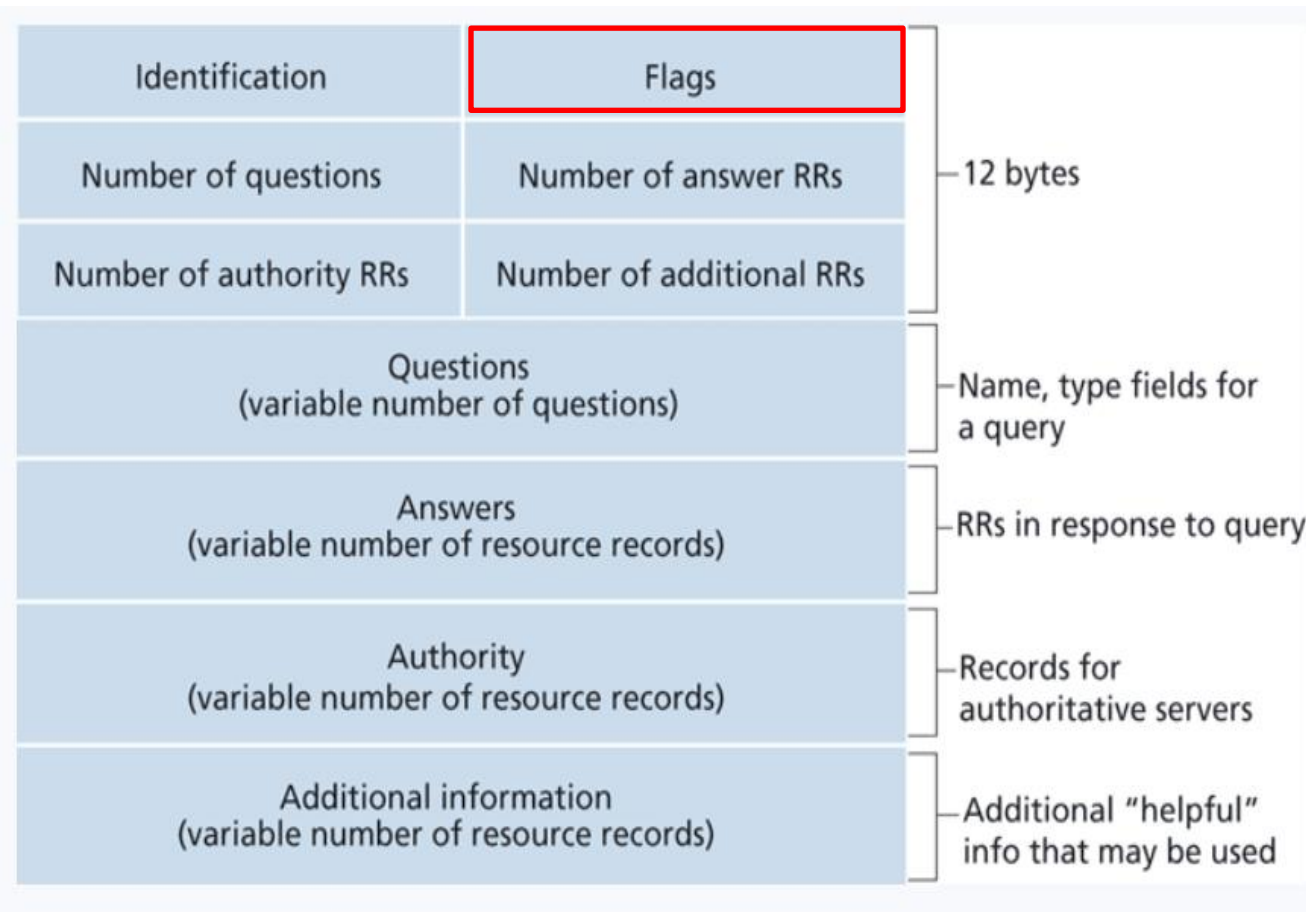 Identification
Flags
Number of questions
Number of answer RRs
12 bytes
Number of authority RRs
Number of additional RRs
Questions
(variable number of questions)
Name, type fields for
a query
Answers
(variable number of resource records)
RRs in response to query
Authority
(variable number of resource records)
Records for
authoritative servers
Additional information
(variable number of resource records)
Additional “helpful”
info that may be used